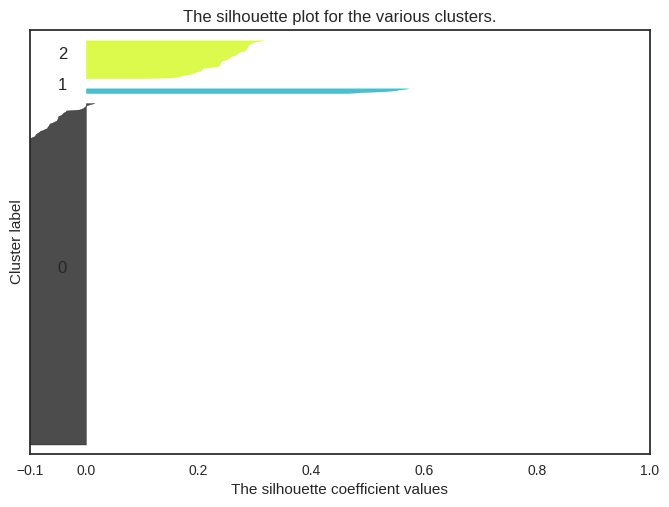 The silhouette plot for the various clusters.
2
1
0
Cluster label
−0.1 0.0 0.2 0.4 0.6 0.8 1.0
The silhouette coefficient values